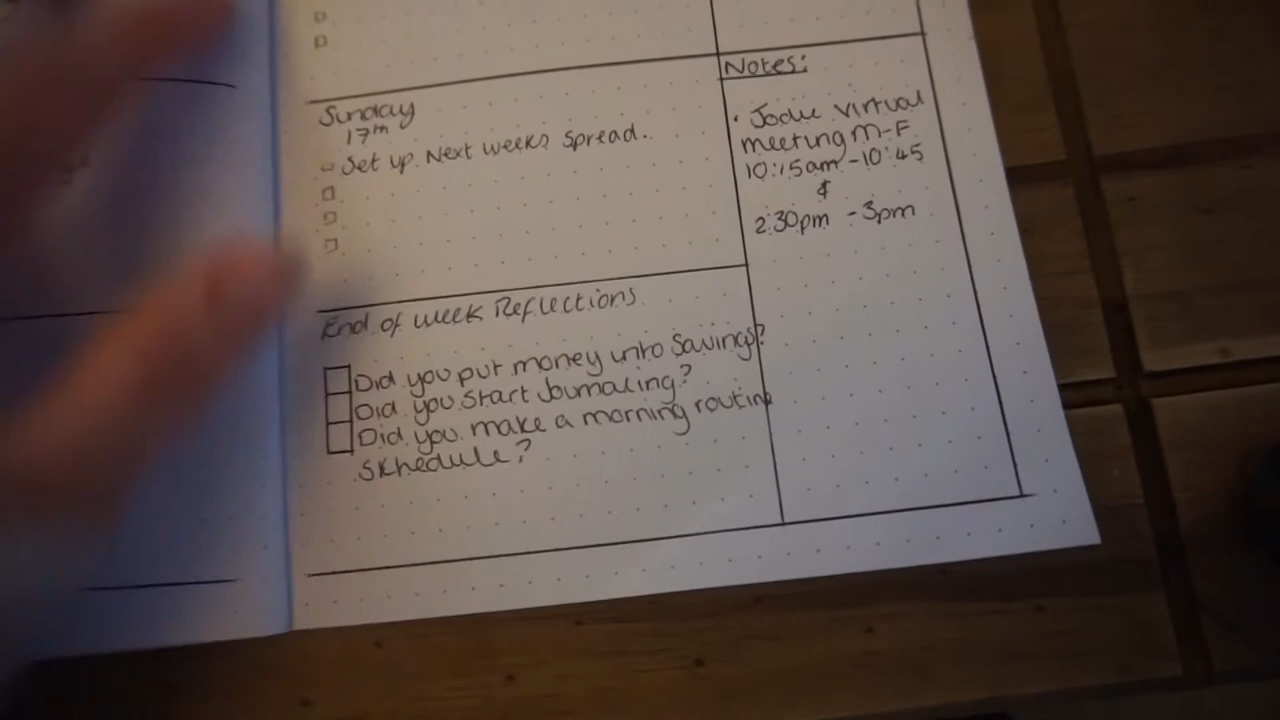 Sunday
17th
Set up Next weeks spread..
End of week Reflections
Did you put money into savings?
Did you start Journaling?
Did you make a morning routine
skhedule?
Notes:
· virtual
meeting M-F
10:15am - 10:45
&
2:30pm - 3pm